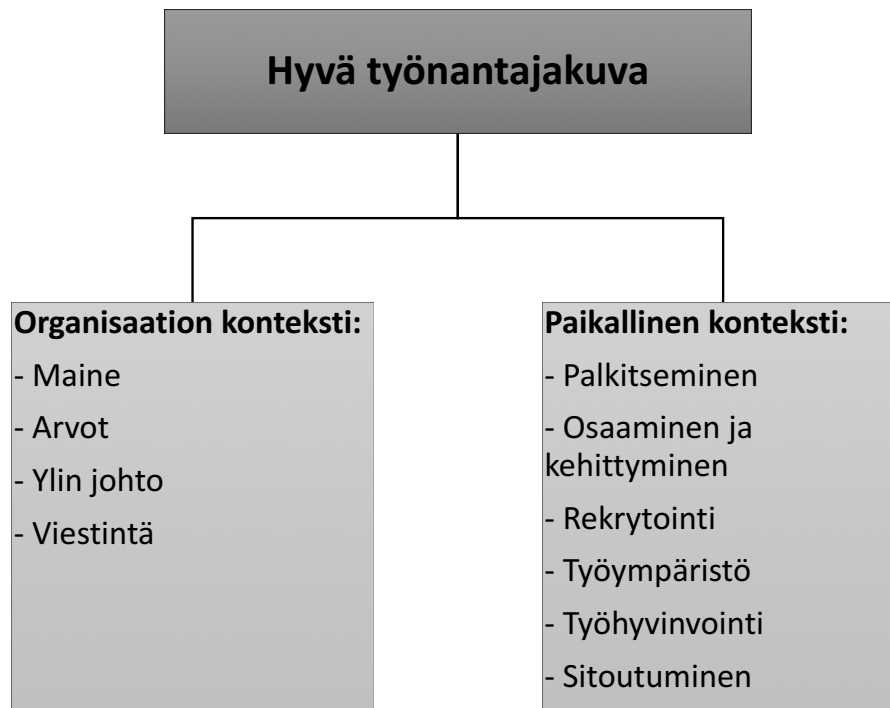 Hyvä työnantajakuva
Organisaation konteksti:
- Maine
- Arvot
- Ylin johto
- Viestintä
Paikallinen konteksti:
- Palkitseminen
- Osaaminen ja
kehittyminen
- Rekrytointi
- Työympäristö
- Työhyvinvointi
- Sitoutuminen